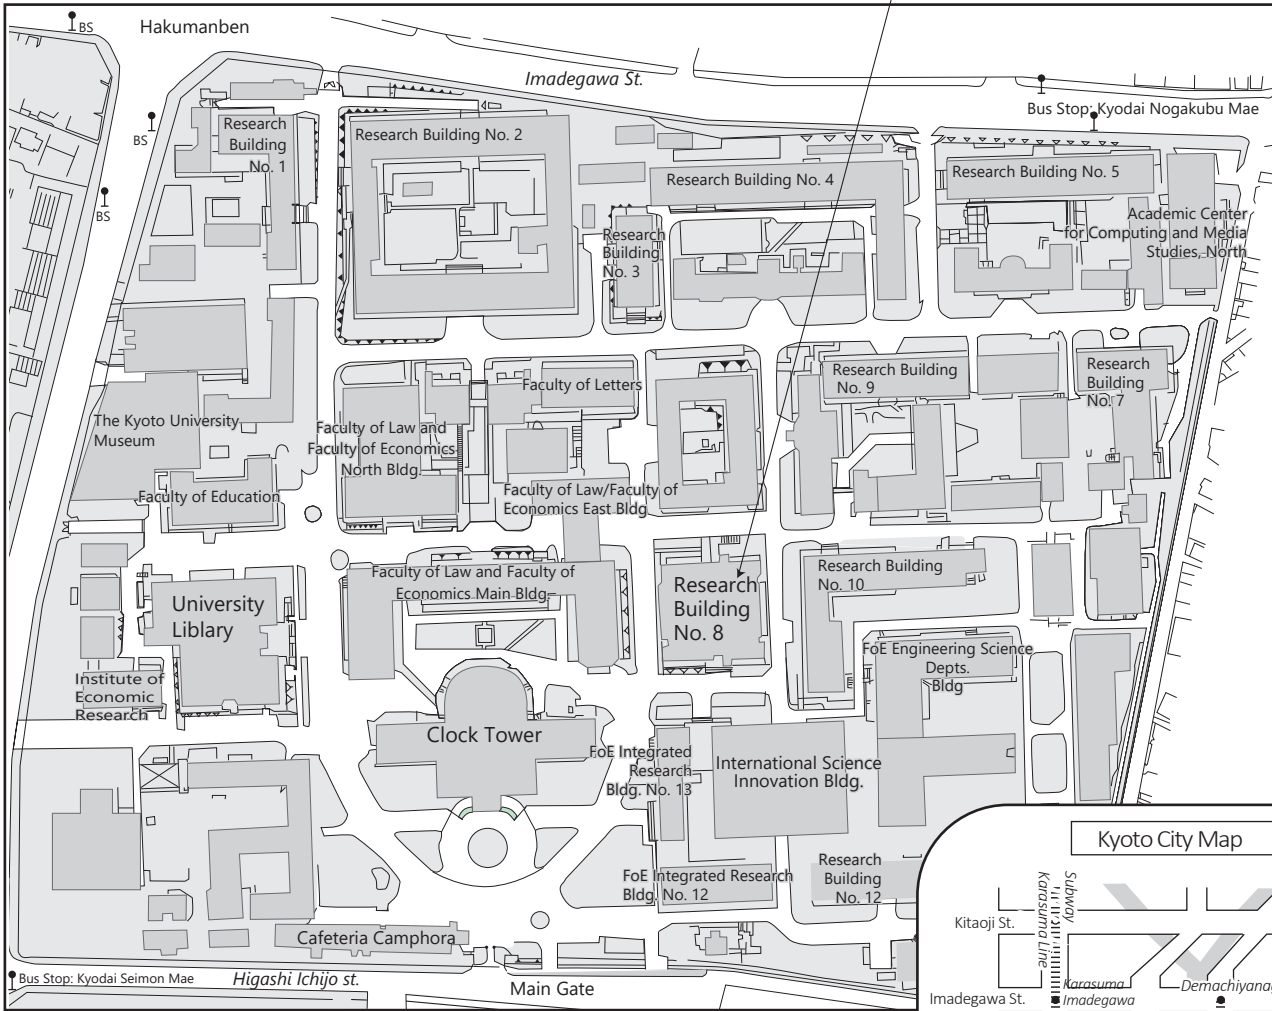 BS
Hakumanben
Imadegawa St.
Bus Stop: Kyodai Nogakubu Mae
BS
BS
Research
Building
No. 1
Research Building No. 2
Research Building No. 4
Research Building No. 5
Research
Building
No. 3
Academic Center
for Computing and Media
Studies, North
Faculty of Letters
Research Building
No. 9
Research
Building
No. 7
The Kyoto University
Museum
Faculty of Law and
Faculty of Economics
North Bldg.
Faculty of Education
Faculty of Law/Faculty of
Economics East Bldg
Faculty of Law and Faculty of
Economics Main Bldg.
Research
Building
No. 8
Research Building
No. 10
University
Liblary
FoE Engineering Science
Depts.
Bldg
Institute of
Economic
Research
Clock Tower
FoE Integrated
Research
Bldg. No. 13
International Science
Innovation Bldg.
FoE Integrated Research
Bldg. No. 12
Research
Building
No. 12
Cafeteria Camphora
Bus Stop: Kyodai Seimon Mae
Higashi Ichijo st.
Main Gate
Kyoto City Map
Subway
Karasuma Line
Kitaoji St.
Imadegawa St.
Karasuma
Imadegawa
Demachiyanag